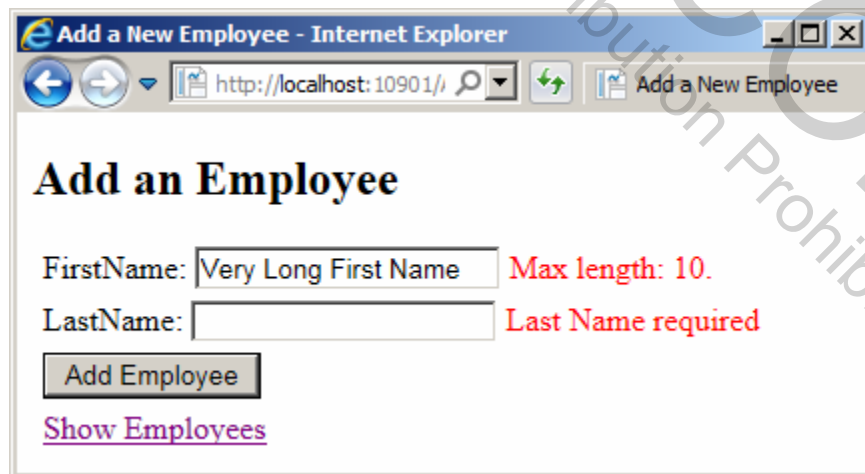 Add a New Employee - Internet Explorer
http://localhost:10901/ Add a New Employee
Add an Employee
FirstName: Very Long First Name Max length: 10.
LastName: Last Name required
Add Employee
Show Employees